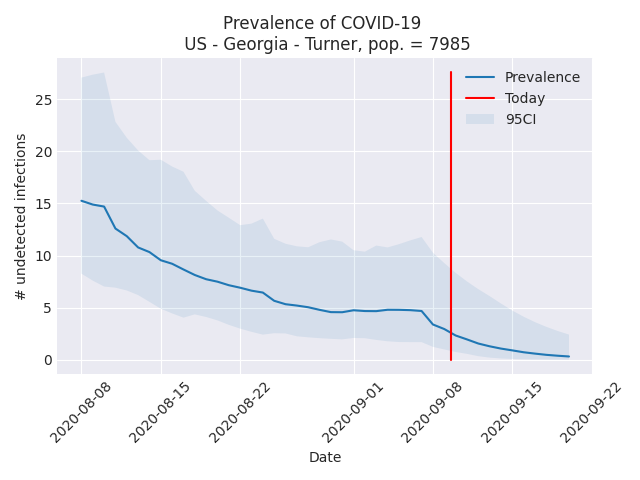 Prevalence of COVID-19
US - Georgia - Turner, pop. = 7985
Prevalence
Today
95CI
# undetected infections
25
20
15
10
5
0
2020-08-08
2020-08-15
2020-08-22
2020-09-01
2020-09-08
2020-09-15
2020-09-22
Date